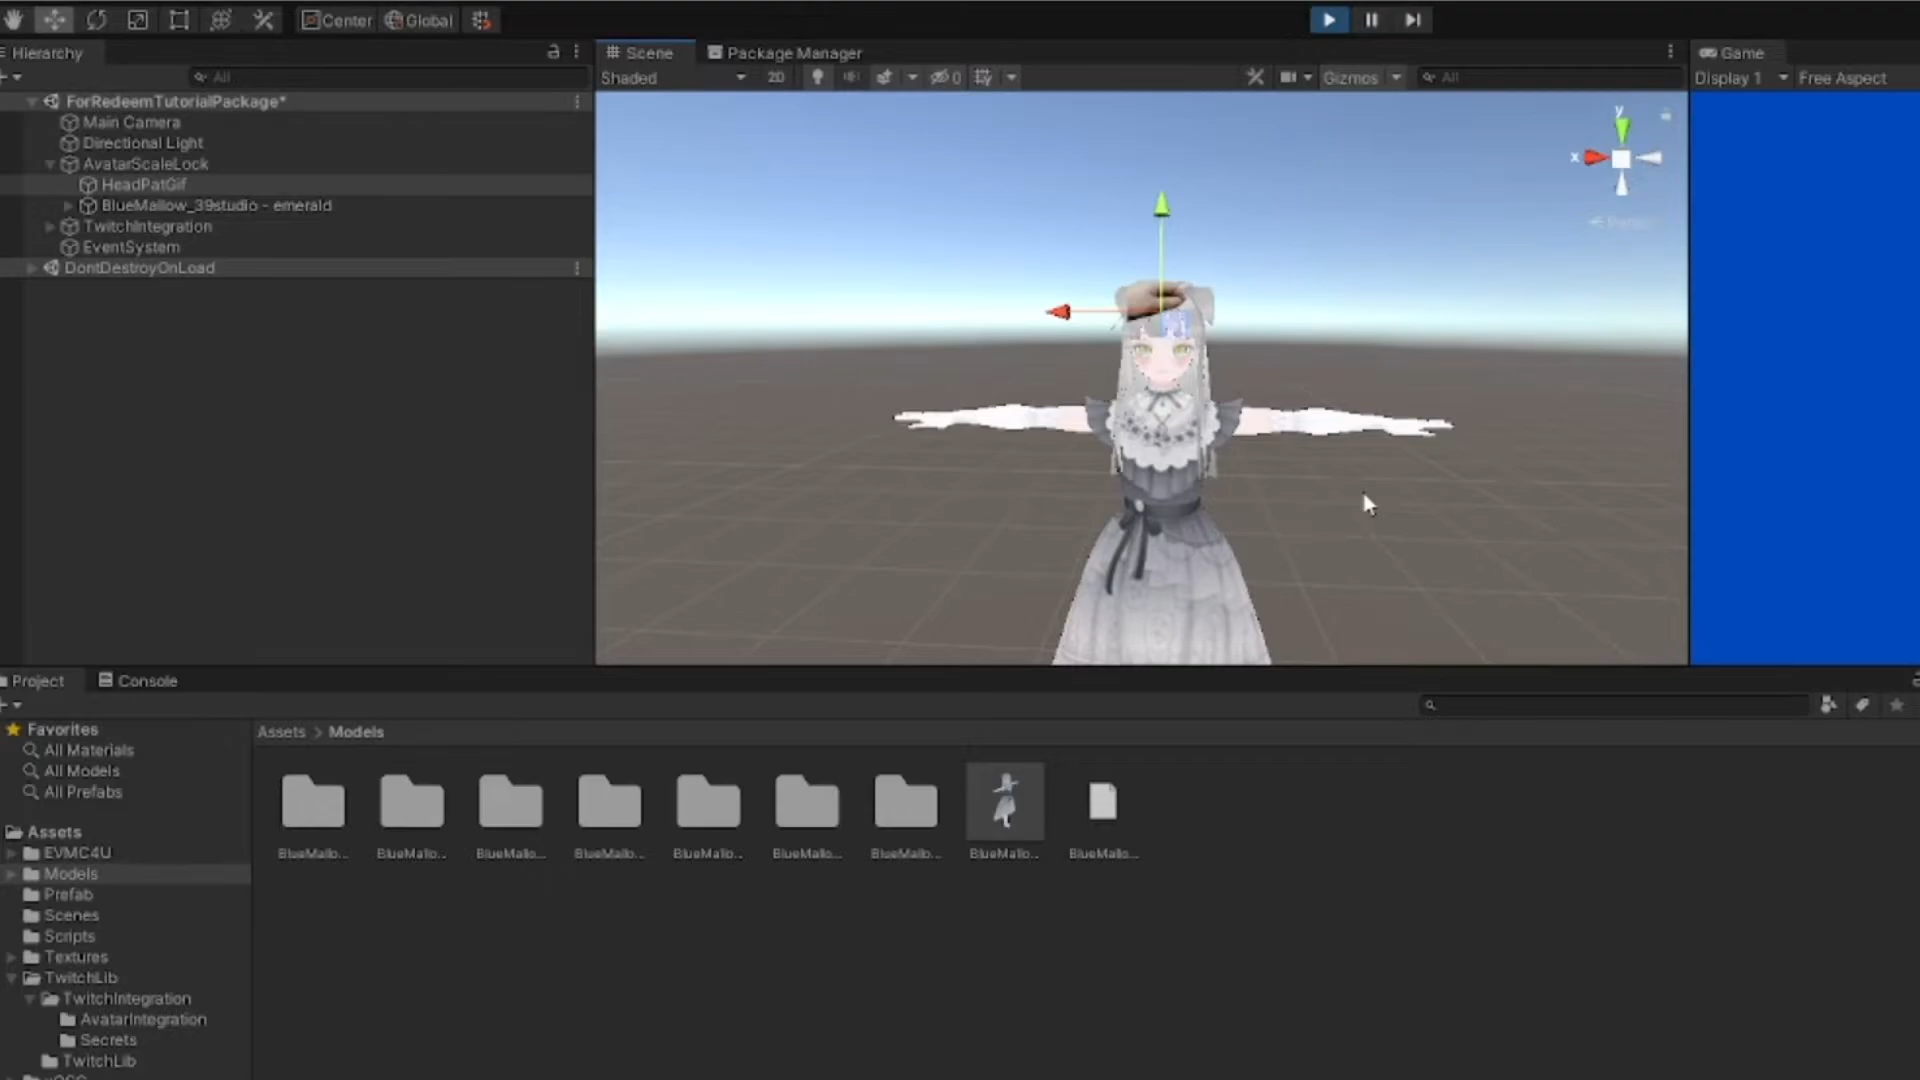 Center
Global
Hierarchy
All
ForRedeemTutorialPackage*
Main Camera
Directional Light
AvatarScaleLock
HeadPatGif
BlueMallow_39studio - emerald
TwitchIntegration
EventSystem
DontDestroyOnLoad
Scene
Package Manager
Shaded
2D
0
Gizmos
All
y
x
Game
Display 1
Free Aspect
Project
Console
Favorites
All Materials
All Models
All Prefabs
Assets
EVMC4U
Models
Prefab
Scenes
Scripts
Textures
TwitchLib
TwitchIntegration
AvatarIntegration
Secrets
TwitchLib
Assets > Models
BlueMallo...
BlueMallo...
BlueMallo...
BlueMallo...
BlueMallo...
BlueMallo...
BlueMallo...
BlueMallo...
BlueMallo...